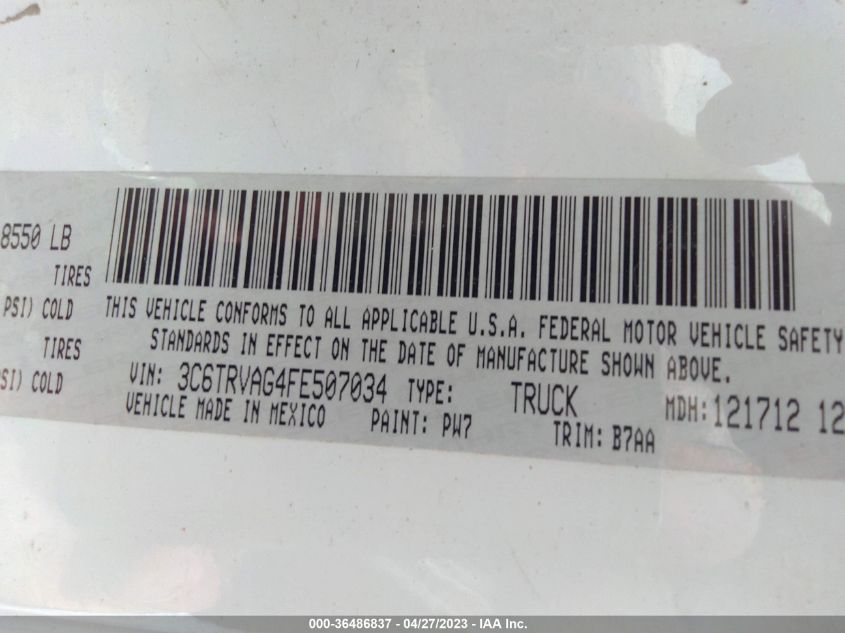 8550 LB
TIRES
PSI) COLD
TIRES
PSI) COLD
THIS VEHICLE CONFORMS TO ALL APPLICABLE U.S.A. FEDERAL MOTOR VEHICLE SAFETY
STANDARDS IN EFFECT ON THE DATE OF MANUFACTURE SHOWN ABOVE.
VIN: 3C6TRVAG4FE507034 TYPE: TRUCK MDH: 121712 12
VEHICLE MADE IN MEXICO PAINT: PW7 TRIM: B7AA
000-36486837 - 04/27/2023 - IAA Inc.